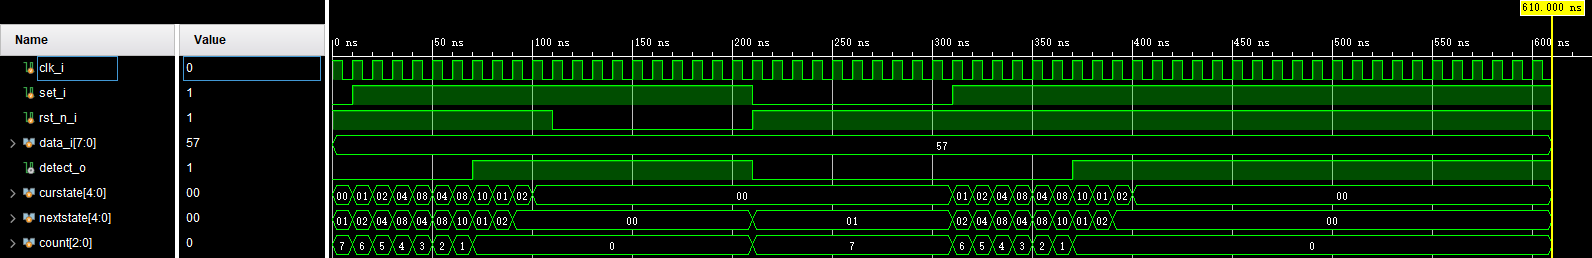 610.000 ns
Name Value
0 ns 50 ns 100 ns 150 ns 200 ns 250 ns 300 ns 350 ns 400 ns 450 ns 500 ns 550 ns 600 ns
clk_i 0
set_i 1
rst_n_i 1
data_i[7:0] 57 57
detect_o 1
curstate[4:0] 00 00 01 02 04 08 04 08 10 01 02 00 01 02 04 08 04 08 10 01 02 00
nextstate[4:0] 00 01 02 04 08 04 08 10 01 02 00 01 02 04 08 04 08 10 01 02 00
count[2:0] 0 7 6 5 4 3 2 1 0 7 6 5 4 3 2 1 0